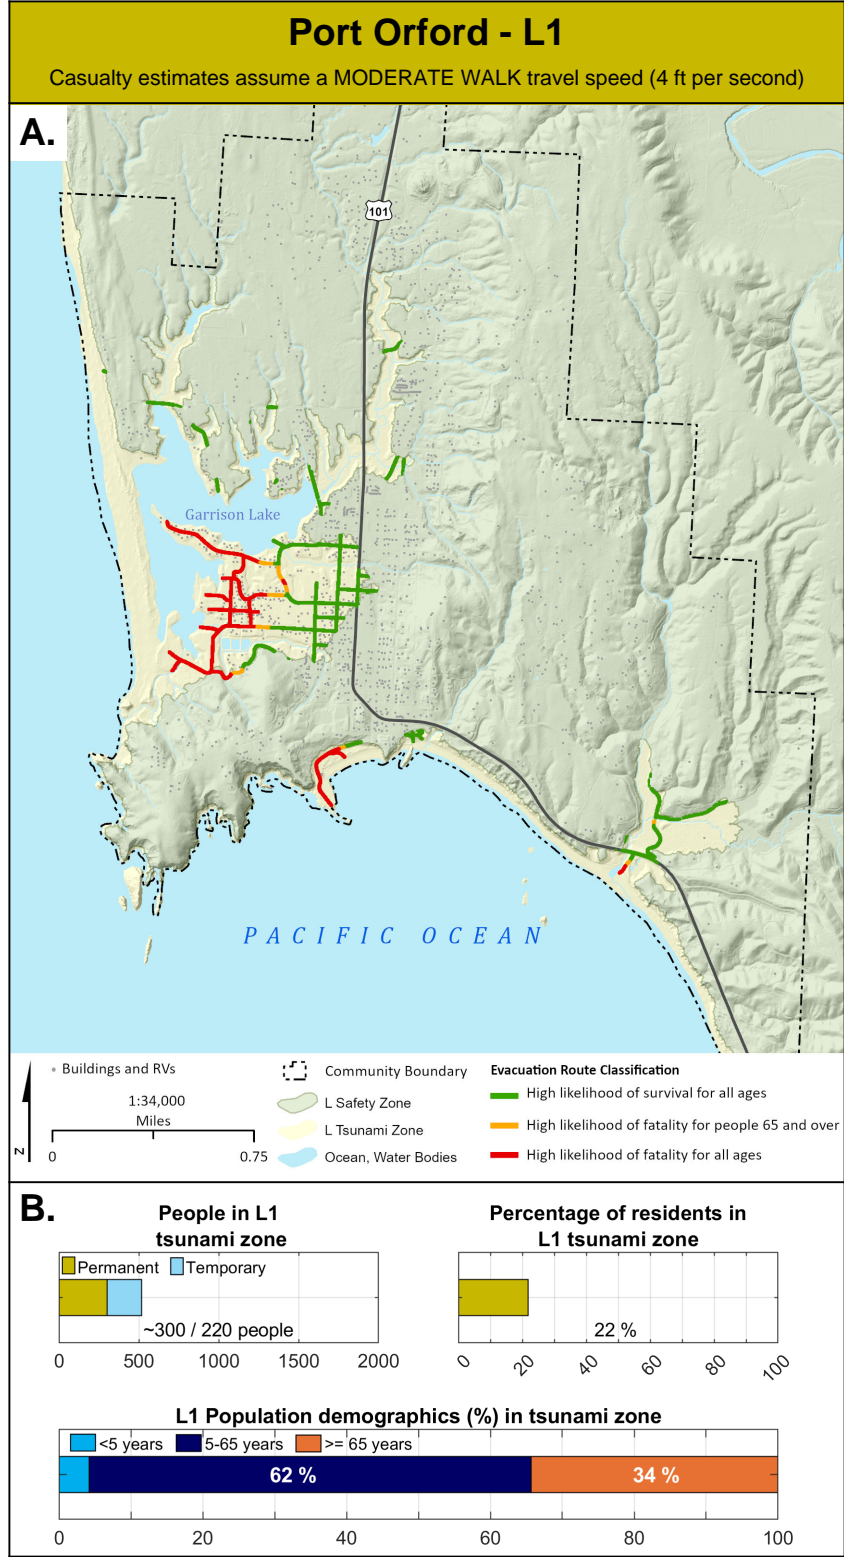 Port Orford - L1
Casualty estimates assume a MODERATE WALK travel speed (4 ft per second)
A.
101
Garrison Lake
PACIFIC OCEAN
Buildings and RVs
1:34,000
Miles
0 0.75
N
Community Boundary
L Safety Zone
L Tsunami Zone
Ocean, Water Bodies
Evacuation Route Classification
High likelihood of survival for all ages
High likelihood of fatality for people 65 and over
High likelihood of fatality for all ages
B.
People in L1
tsunami zone
Permanent Temporary
~300 / 220 people
0 500 1000 1500 2000
Percentage of residents in
L1 tsunami zone
22 %
0 20 40 60 80 100
L1 Population demographics (%) in tsunami zone
<5 years 5-65 years >= 65 years
62 % 34 %
0 20 40 60 80 100